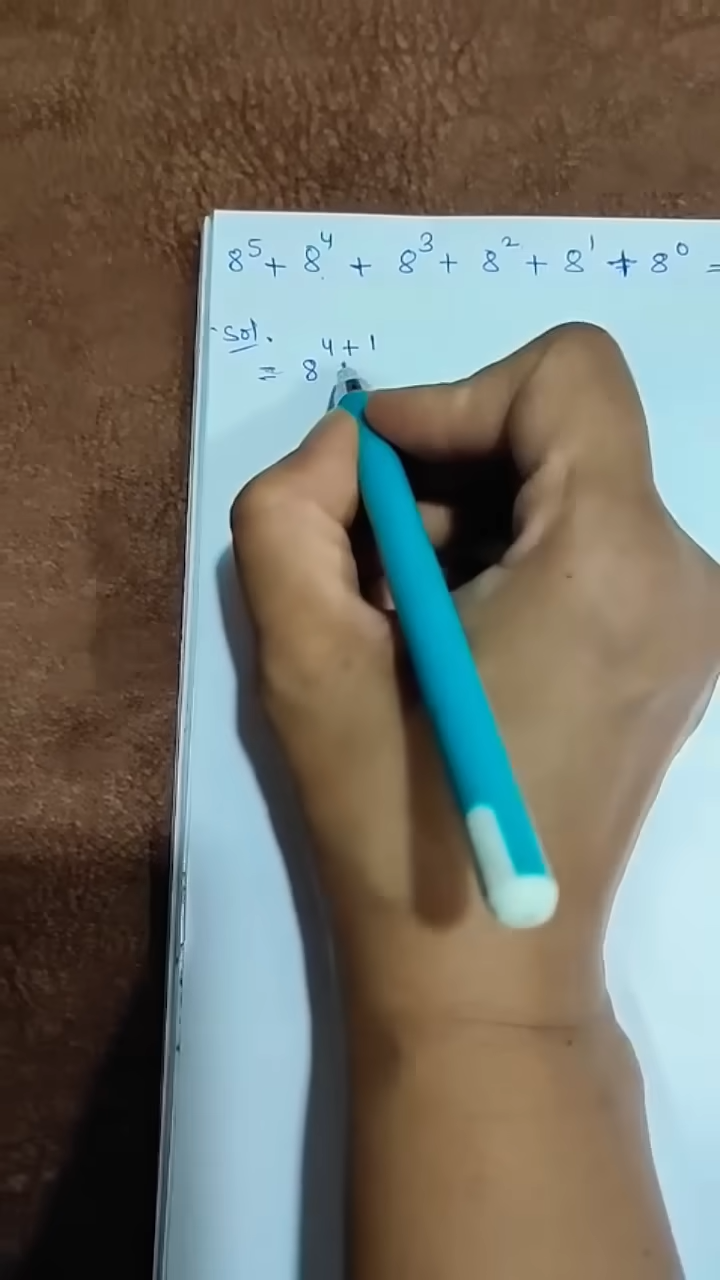 8⁵ + 8⁴ + 8³ + 8² + 8¹ + 8⁰ =
Sol.
= 8⁴⁺¹